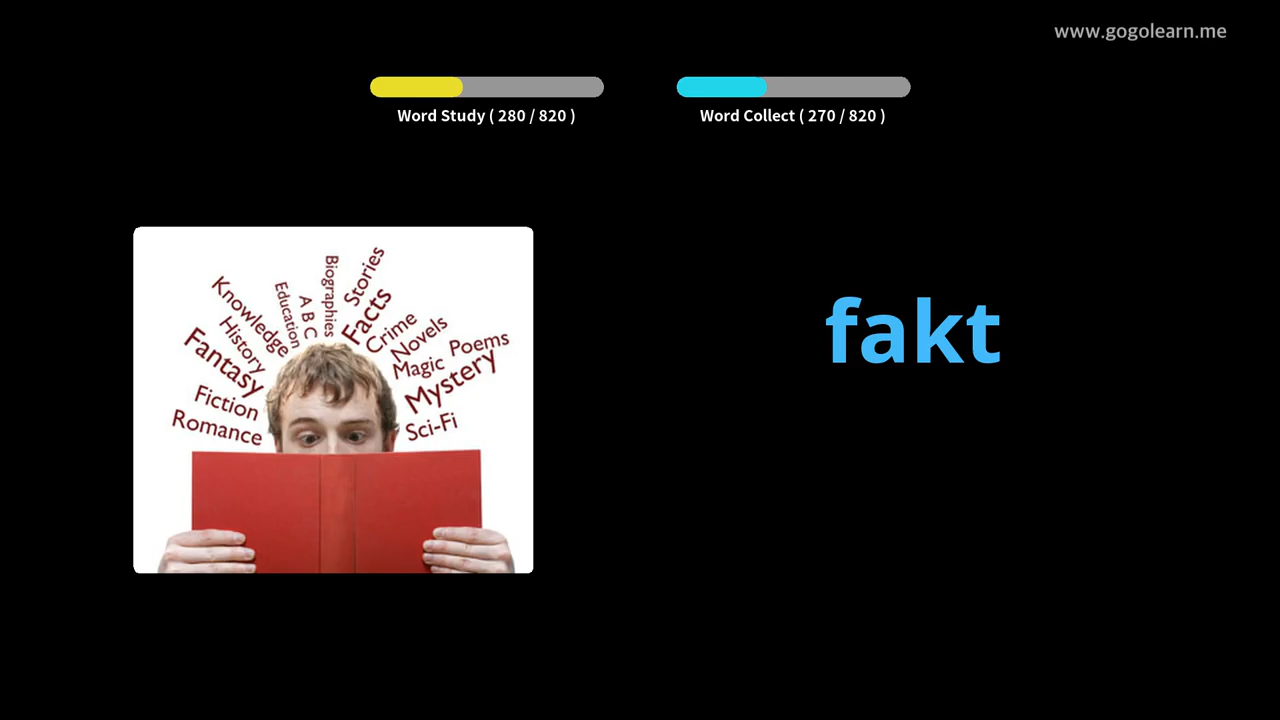 www.gogolearn.me
Word Study ( 280 / 820 )
Word Collect ( 270 / 820 )
fakt
Romance
Fiction
Fantasy
History
Knowledge
Education
A B C
Biographies
Stories
Facts
Crime
Novels
Magic
Poems
Mystery
Sci-Fi